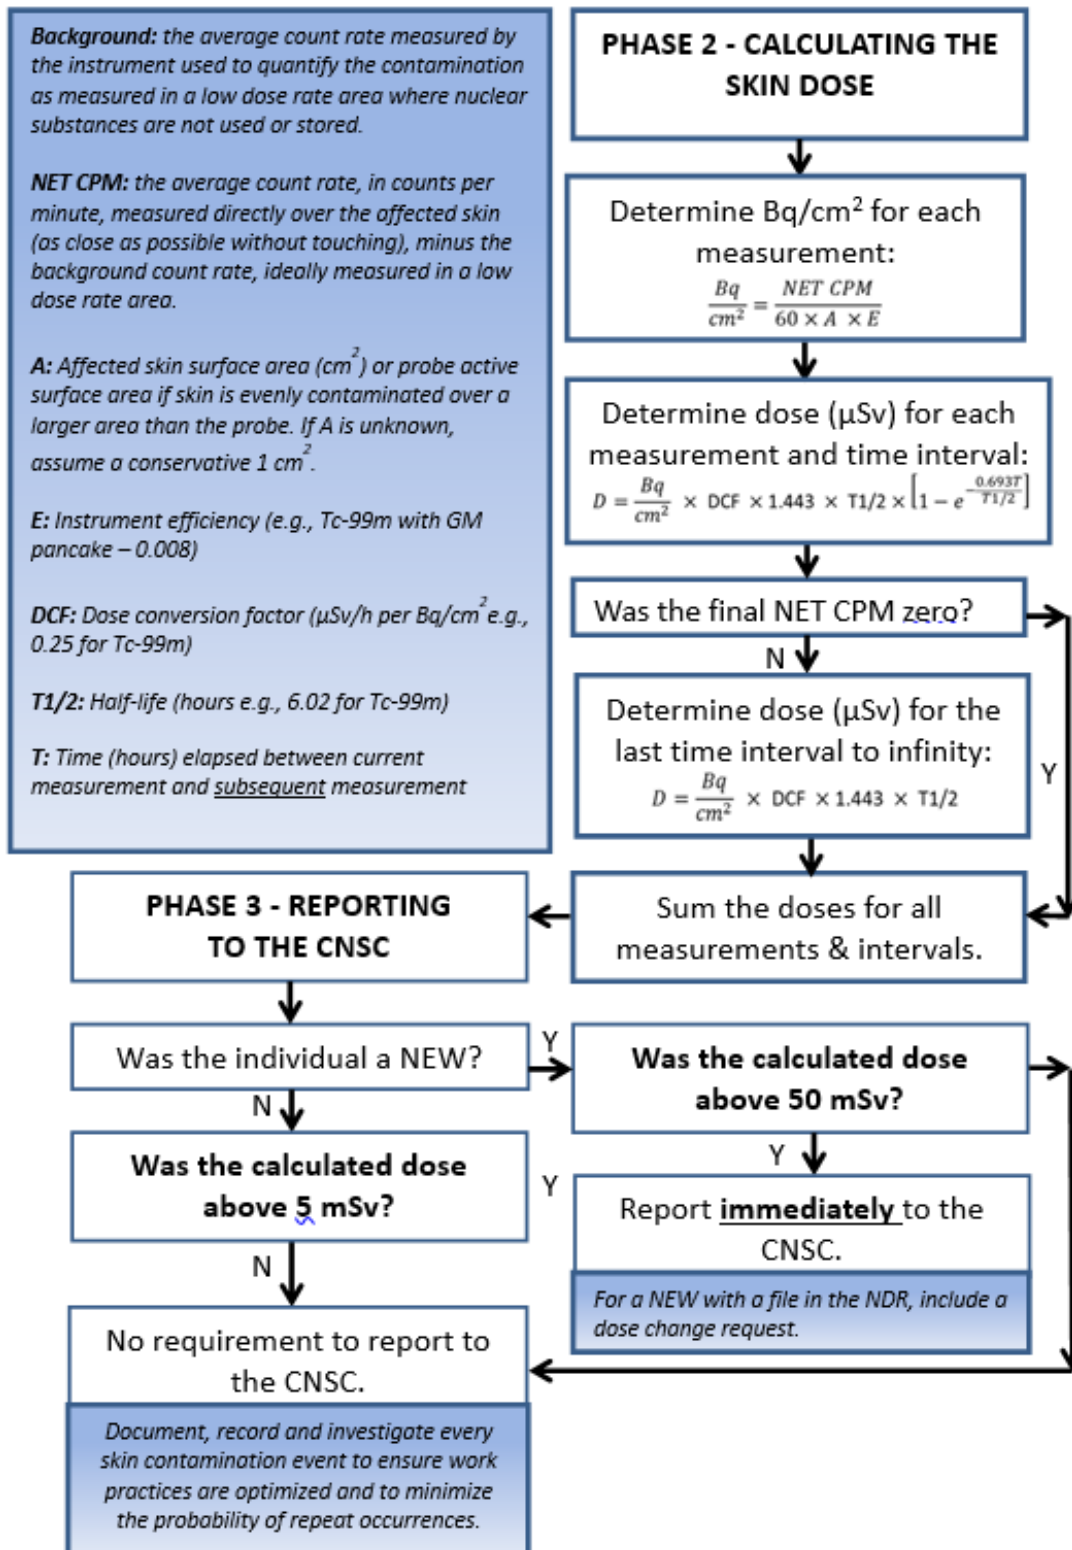 Background: the average count rate measured by
the instrument used to quantify the contamination
as measured in a low dose rate area where nuclear
substances are not used or stored.
NET CPM: the average count rate, in counts per
minute, measured directly over the affected skin
(as close as possible without touching), minus the
background count rate, ideally measured in a low
dose rate area.
A: Affected skin surface area (cm²) or probe active
surface area if skin is evenly contaminated over a
larger area than the probe. If A is unknown,
assume a conservative 1 cm².
E: Instrument efficiency (e.g., Tc-99m with GM
pancake – 0.008)
DCF: Dose conversion factor (µSv/h per Bq/cm² e.g.,
0.25 for Tc-99m)
T1/2: Half-life (hours e.g., 6.02 for Tc-99m)
T: Time (hours) elapsed between current
measurement and subsequent measurement
PHASE 2 - CALCULATING THE
SKIN DOSE
Determine Bq/cm² for each
measurement:
Bq/cm² = NET CPM/(60 × A × E)
Determine dose (µSv) for each
measurement and time interval:
D = Bq/cm² × DCF × 1.443 × T1/2 × [1 − e^(−0.693T/T1/2)]
Was the final NET CPM zero?
N
Y
Determine dose (µSv) for the
last time interval to infinity:
D = Bq/cm² × DCF × 1.443 × T1/2
Sum the doses for all
measurements & intervals.
PHASE 3 - REPORTING
TO THE CNSC
Was the individual a NEW?
Y
N
Was the calculated dose
above 50 mSv?
Y
Was the calculated dose
above 5 mSv?
Y
N
Report immediately to the
CNSC.
For a NEW with a file in the NDR, include a
dose change request.
No requirement to report to
the CNSC.
Document, record and investigate every
skin contamination event to ensure work
practices are optimized and to minimize
the probability of repeat occurrences.